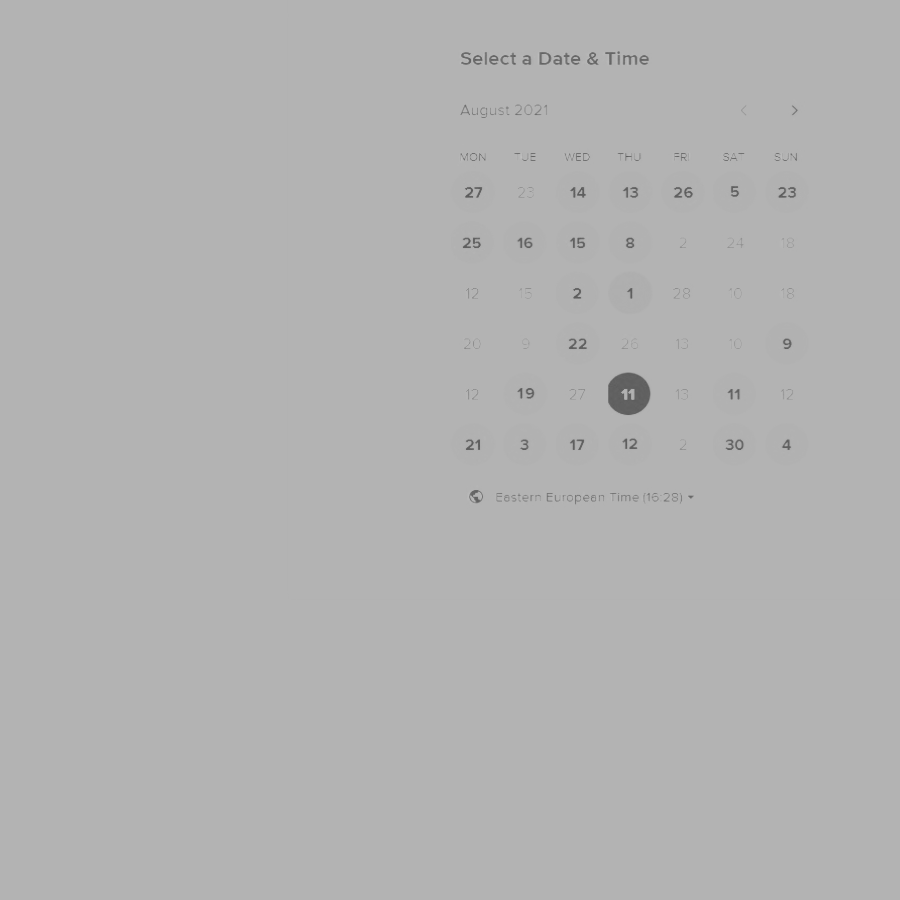 Select a Date & Time
August 2021
MON TUE WED THU FRI SAT SUN
27 23 14 13 26 5 23
25 16 15 8 2 24 18
12 15 2 1 28 10 18
20 9 22 26 13 10 9
12 19 27 11 13 11 12
21 3 17 12 2 30 4
Eastern European Time (16:28)